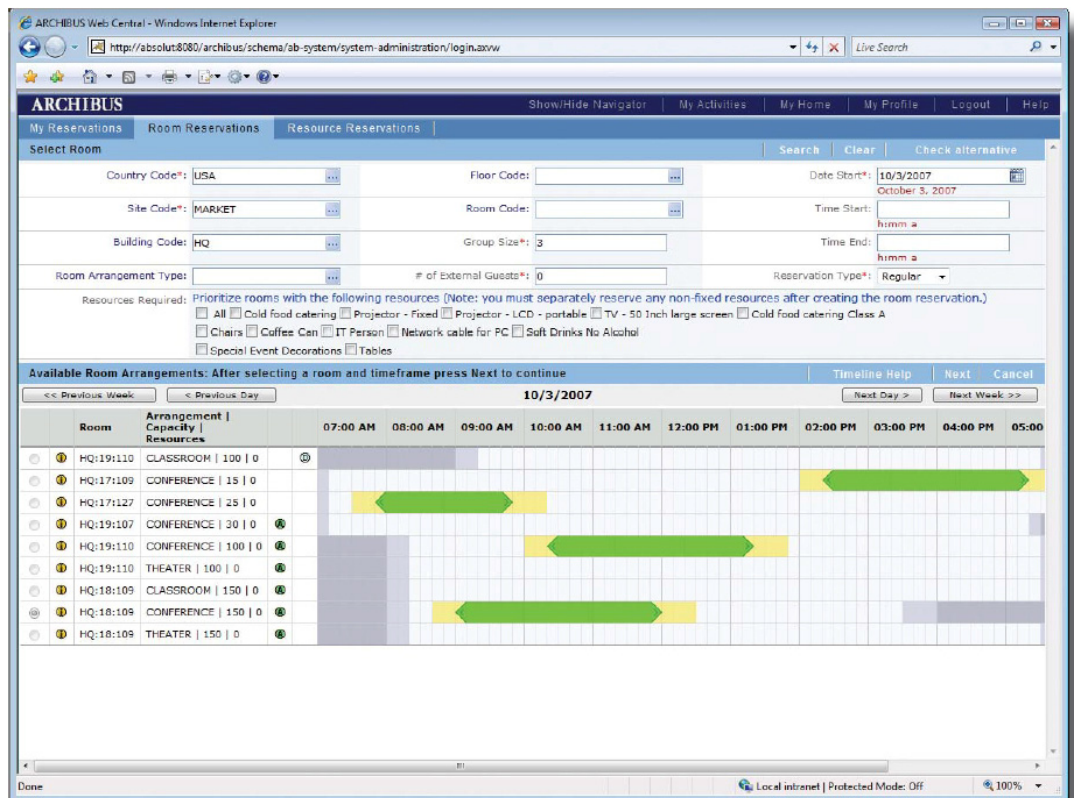 ARCHIBUS Web Central - Windows Internet Explorer
http://absolut:8080/archibus/schema/ab-system/system-administration/login.axvw
Live Search
ARCHIBUS Show/Hide Navigator My Activities My Home My Profile Logout Help
My Reservations Room Reservations Resource Reservations
Select Room Search Clear Check alternative
Country Code*: USA Floor Code: Date Start*: 10/3/2007
October 3, 2007
Site Code*: MARKET Room Code: Time Start:
h:mm a
Building Code: HQ Group Size*: 3 Time End:
h:mm a
Room Arrangement Type: # of External Guests*: 0 Reservation Type*: Regular
Resources Required: Prioritize rooms with the following resources (Note: you must separately reserve any non-fixed resources after creating the room reservation.)
All Cold food catering Projector - Fixed Projector - LCD - portable TV - 50 Inch large screen Cold food catering Class A
Chairs Coffee Can IT Person Network cable for PC Soft Drinks No Alcohol
Special Event Decorations Tables
Available Room Arrangements: After selecting a room and timeframe press Next to continue Timeline Help Next Cancel
<< Previous Week < Previous Day 10/3/2007 Next Day > Next Week >>
Room Arrangement | Capacity | Resources 07:00 AM 08:00 AM 09:00 AM 10:00 AM 11:00 AM 12:00 PM 01:00 PM 02:00 PM 03:00 PM 04:00 PM 05:00
HQ:19:110 CLASSROOM | 100 | 0
HQ:17:109 CONFERENCE | 15 | 0
HQ:17:127 CONFERENCE | 25 | 0
HQ:19:107 CONFERENCE | 30 | 0
HQ:19:110 CONFERENCE | 100 | 0
HQ:19:110 THEATER | 100 | 0
HQ:18:109 CLASSROOM | 150 | 0
HQ:18:109 CONFERENCE | 150 | 0
HQ:18:109 THEATER | 150 | 0
Done Local intranet | Protected Mode: Off 100%